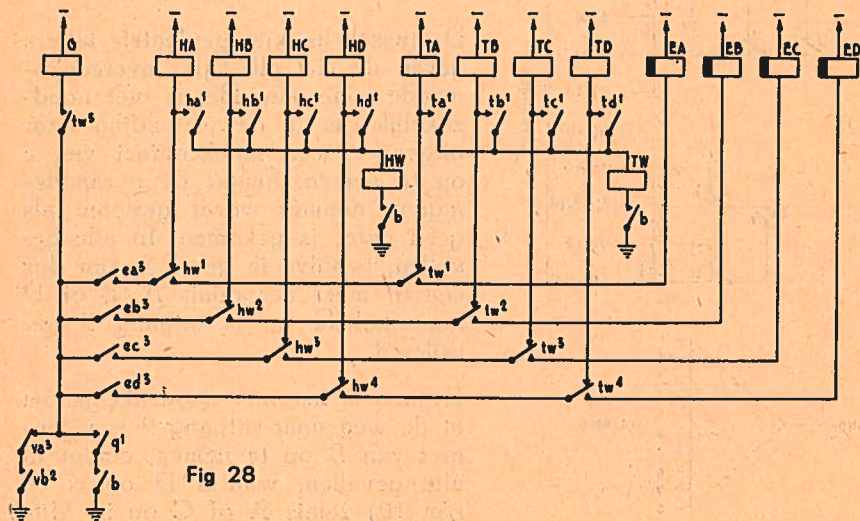 G HA HB HC HD TA TB TC TD EA EB EC ED
tw⁵ ha¹ hb¹ hc¹ hd¹ ta¹ tb¹ tc¹ td¹
HW TW
b b
ea³ hw¹ tw¹
eb³ hw² tw²
ec³ hw³ tw³
ed³ hw⁴ tw⁴
va³ q¹
vb² b
Fig 28